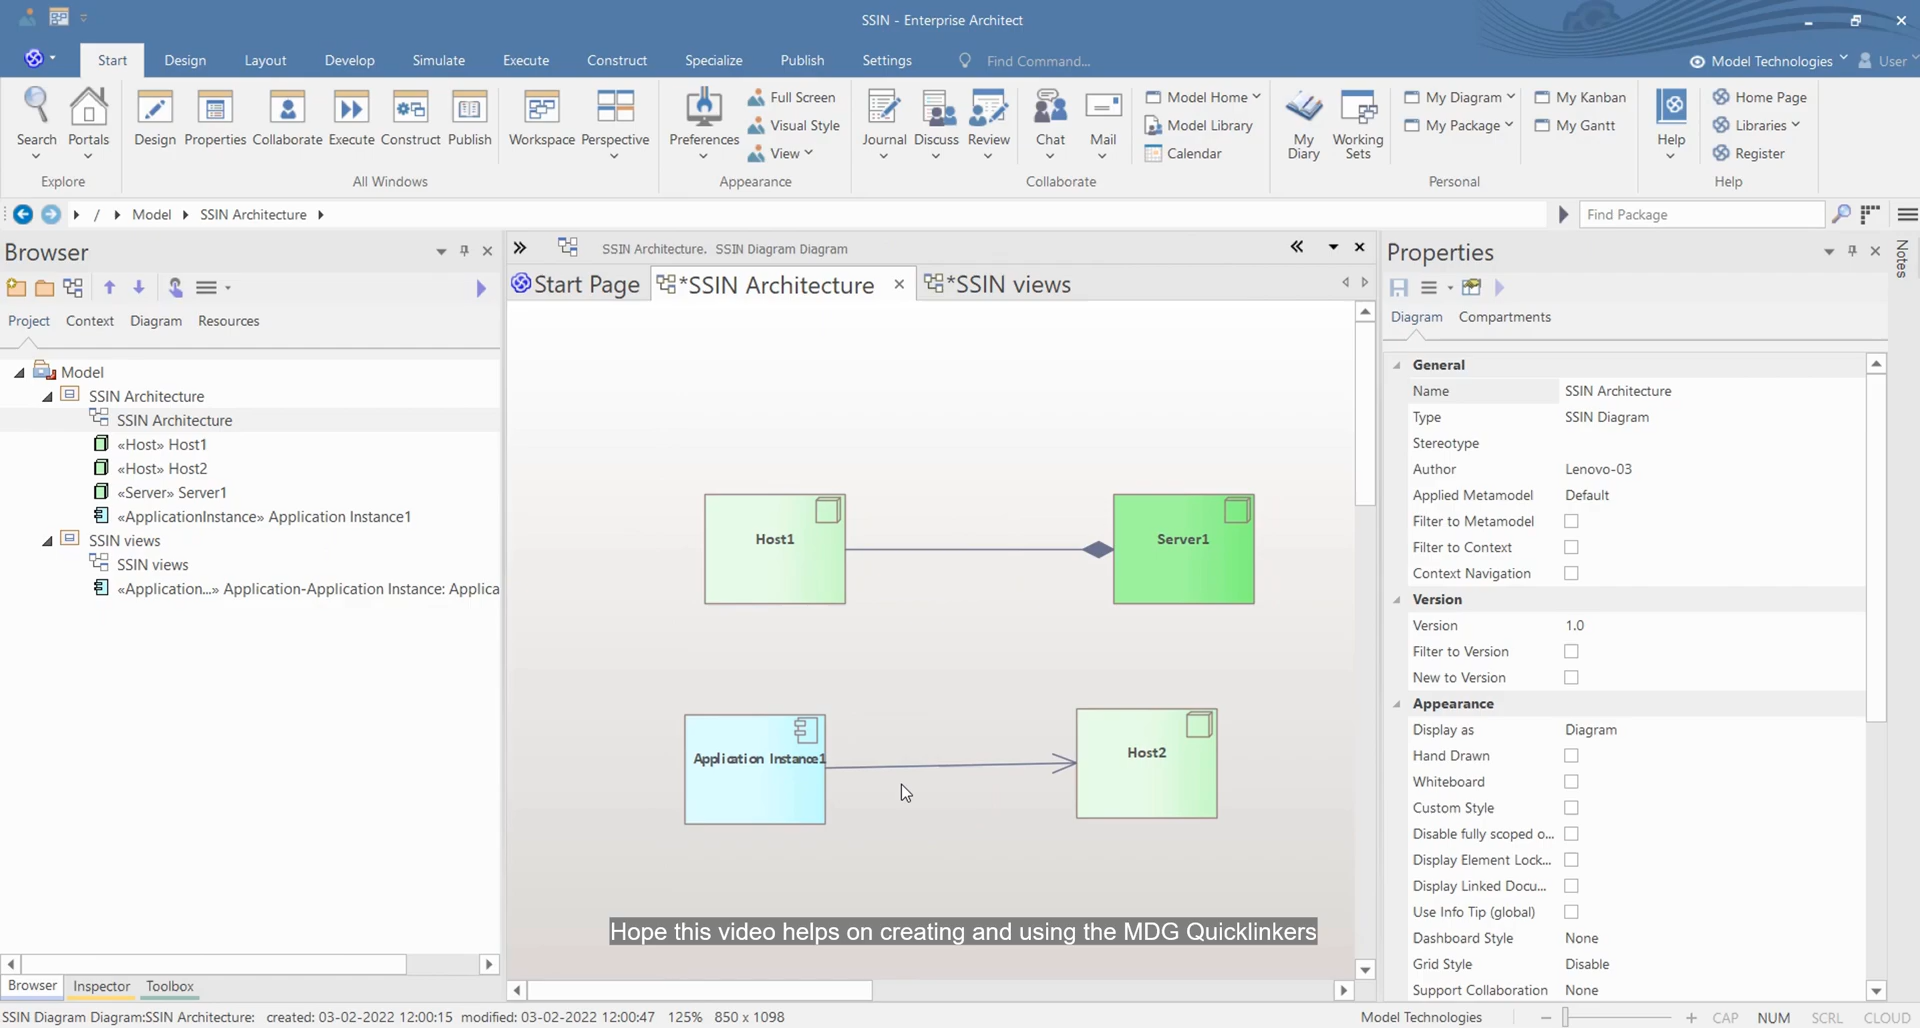 SSIN - Enterprise Architect
Start Design Layout Develop Simulate Execute Construct Specialize Publish Settings Find Command... Model Technologies User
Search Portals Design Properties Collaborate Execute Construct Publish Workspace Perspective Preferences Full Screen Visual Style View Journal Discuss Review Chat Mail Model Home Model Library Calendar My Diary Working Sets My Diagram My Package My Kanban My Gantt Help Home Page Libraries Register
Explore All Windows Appearance Collaborate Personal Help
/ Model SSIN Architecture Find Package
Browser
Project Context Diagram Resources
Model
SSIN Architecture
SSIN Architecture
«Host» Host1
«Host» Host2
«Server» Server1
«ApplicationInstance» Application Instance1
SSIN views
SSIN views
«Application...» Application-Application Instance: Applica
Browser Inspector Toolbox
SSIN Architecture. SSIN Diagram Diagram
Start Page *SSIN Architecture *SSIN views
Host1
Server1
Application Instance1
Host2
Hope this video helps on creating and using the MDG Quicklinkers
Properties
Notes
Diagram Compartments
General
Name SSIN Architecture
Type SSIN Diagram
Stereotype
Author Lenovo-03
Applied Metamodel Default
Filter to Metamodel
Filter to Context
Context Navigation
Version
Version 1.0
Filter to Version
New to Version
Appearance
Display as Diagram
Hand Drawn
Whiteboard
Custom Style
Disable fully scoped o...
Display Element Lock...
Display Linked Docu...
Use Info Tip (global)
Dashboard Style None
Grid Style Disable
Support Collaboration None
SSIN Diagram Diagram:SSIN Architecture: created: 03-02-2022 12:00:15 modified: 03-02-2022 12:00:47 125% 850 x 1098 Model Technologies CAP NUM SCRL CLOUD